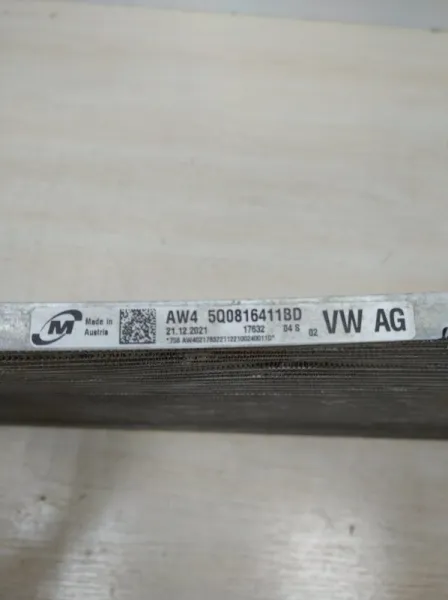 M
Made in
Austria
AW4 5Q0816411BD
21.12.2021 17632 04 S 02
VW AG